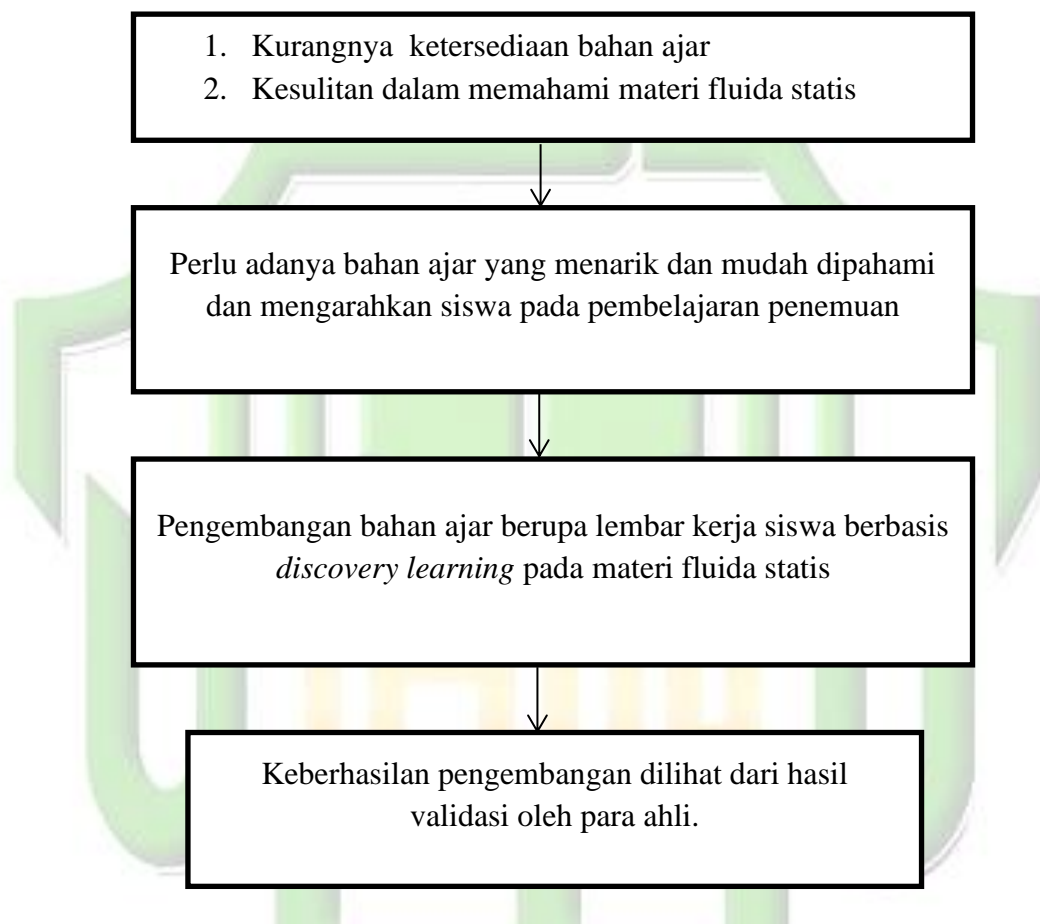 1. Kurangnya ketersediaan bahan ajar
2. Kesulitan dalam memahami materi fluida statis
Perlu adanya bahan ajar yang menarik dan mudah dipahami
dan mengarahkan siswa pada pembelajaran penemuan
Pengembangan bahan ajar berupa lembar kerja siswa berbasis
discovery learning pada materi fluida statis
Keberhasilan pengembangan dilihat dari hasil
validasi oleh para ahli.